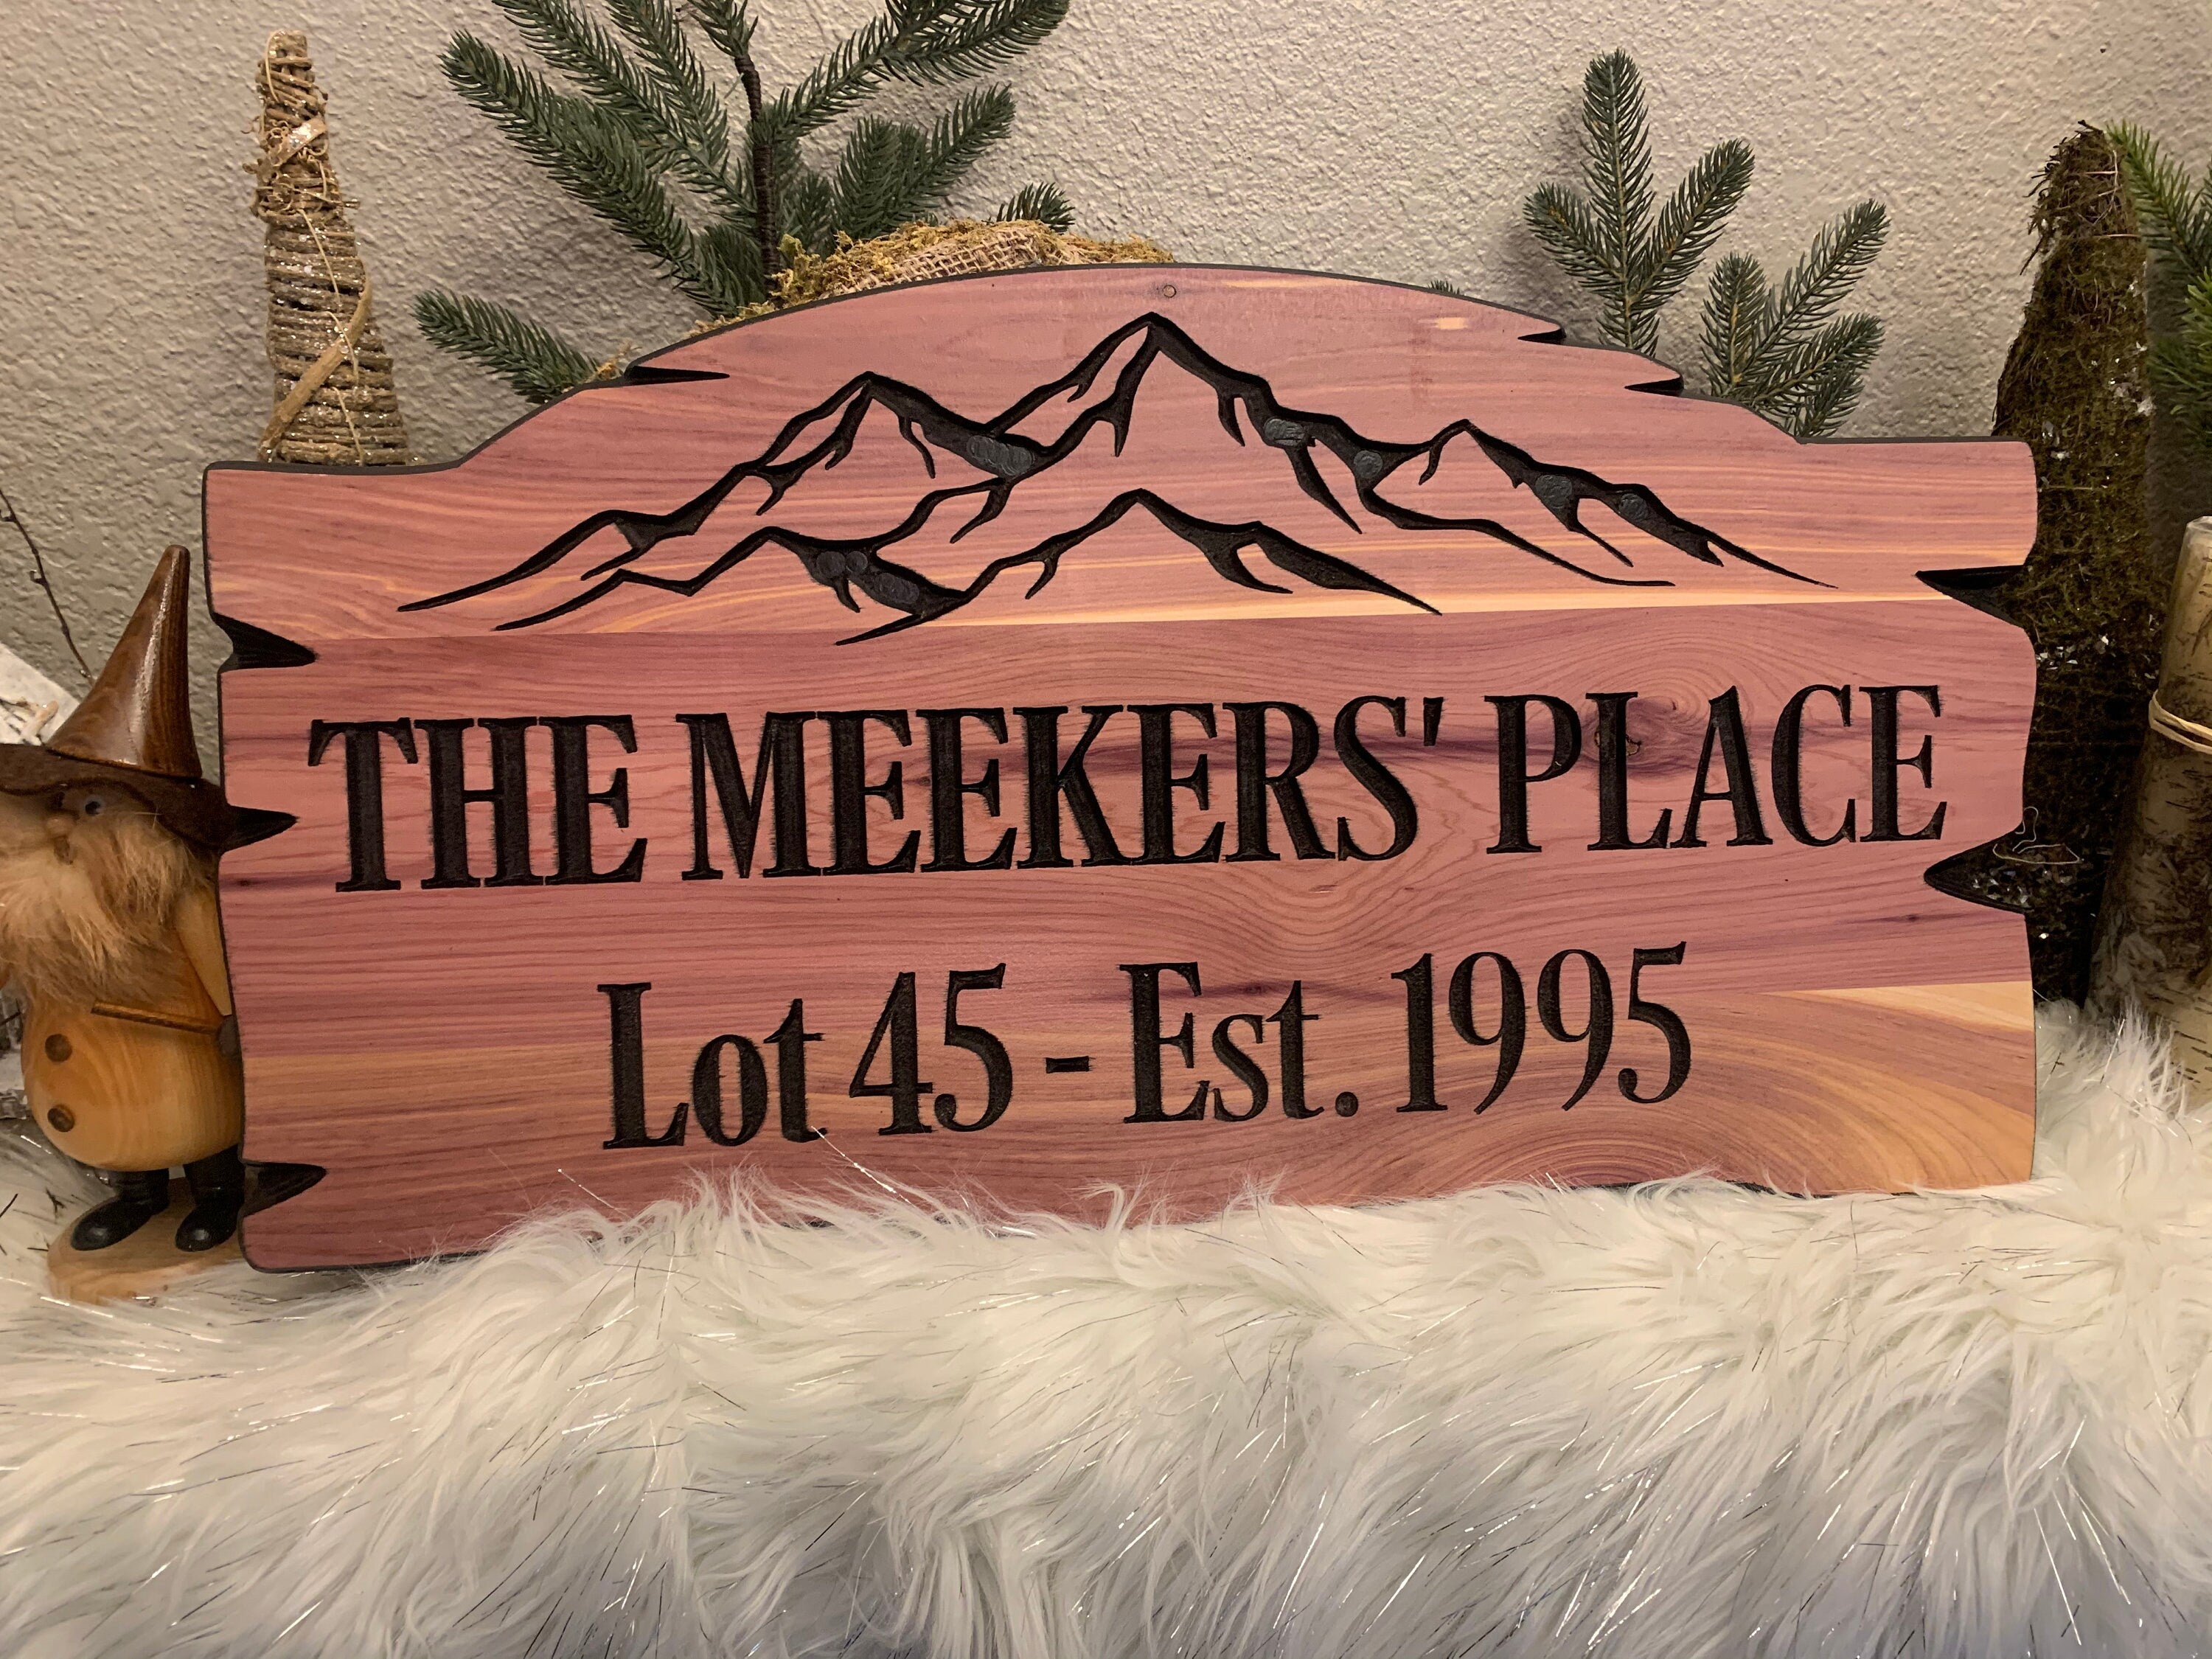 THE MEEKERS' PLACE
Lot 45 - Est. 1995